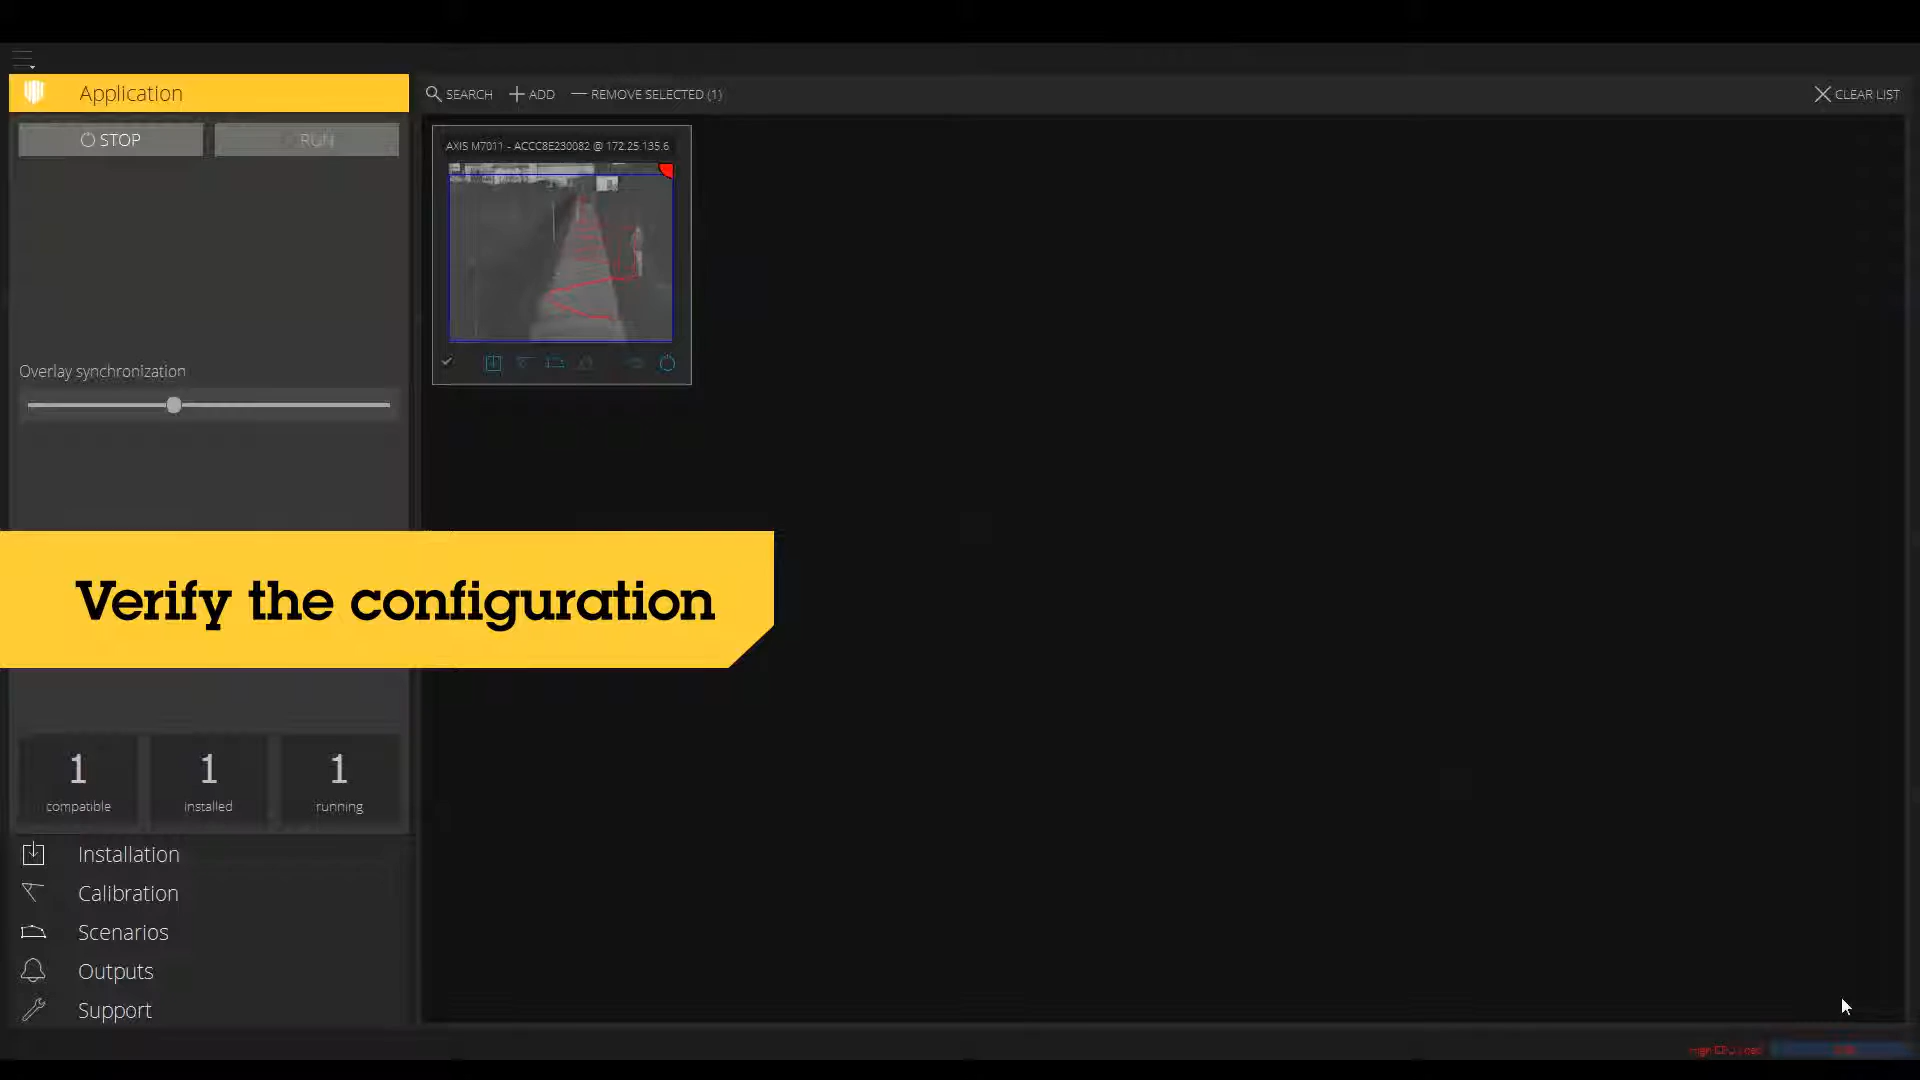 Application
SEARCH
ADD
REMOVE SELECTED (1)
CLEAR LIST
STOP
RUN
AXIS M7011 - ACCC8E230082 @ 172.25.135.6
Overlay synchronization
Verify the configuration
1
compatible
1
installed
1
running
Installation
Calibration
Scenarios
Outputs
Support